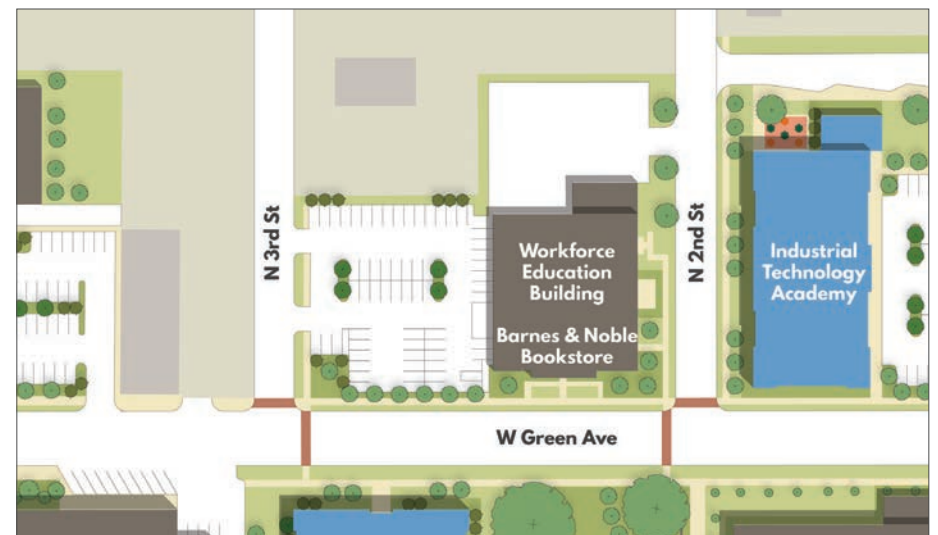 N 3rd St
Workforce
Education
Building
Barnes & Noble
Bookstore
N 2nd St
Industrial
Technology
Academy
W Green Ave